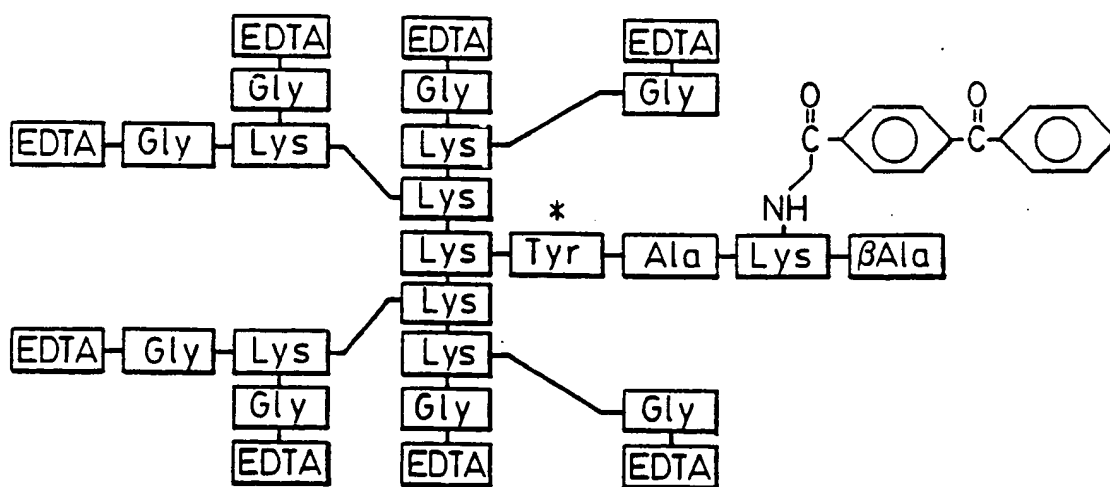 EDTA EDTA EDTA
Gly Gly Gly
EDTA Gly Lys Lys
Lys
O O
C C
NH
*
Lys Tyr Ala Lys βAla
Lys
EDTA Gly Lys Lys
Gly Gly Gly
EDTA EDTA EDTA